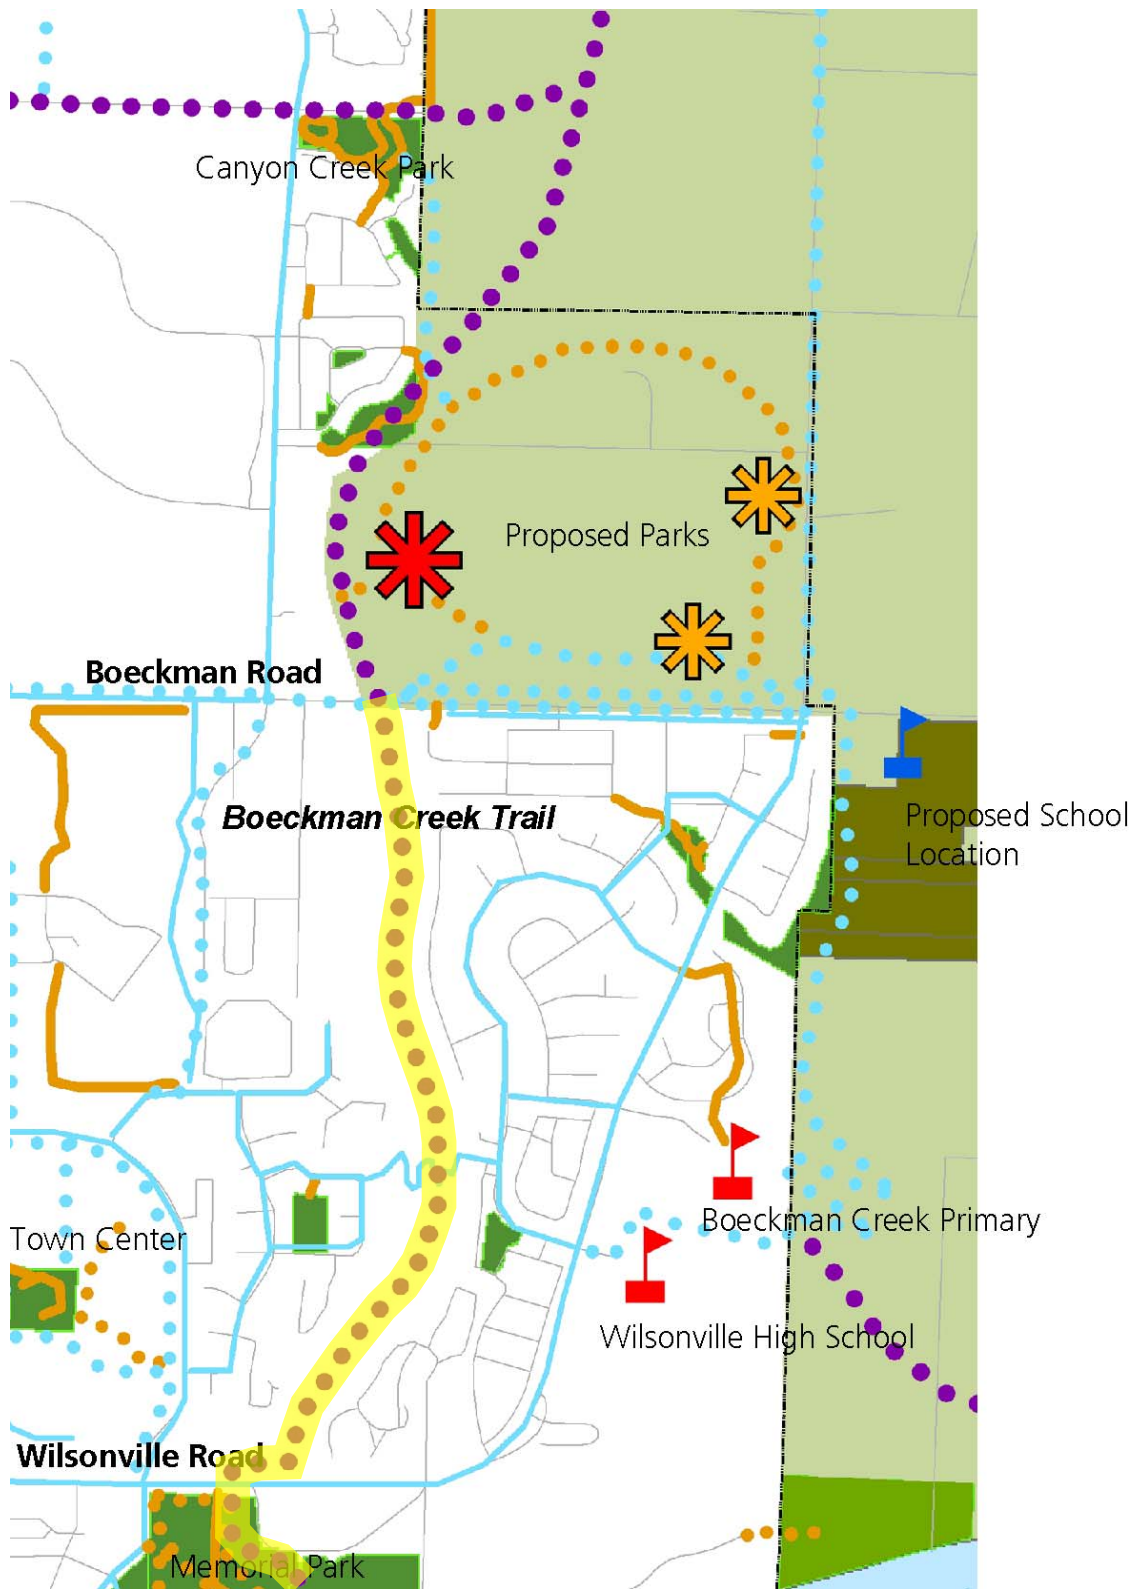 Canyon Creek Park
Proposed Parks
Boeckman Road
Boeckman Creek Trail
Proposed School
Location
Boeckman Creek Primary
Town Center
Wilsonville High School
Wilsonville Road
Memorial Park